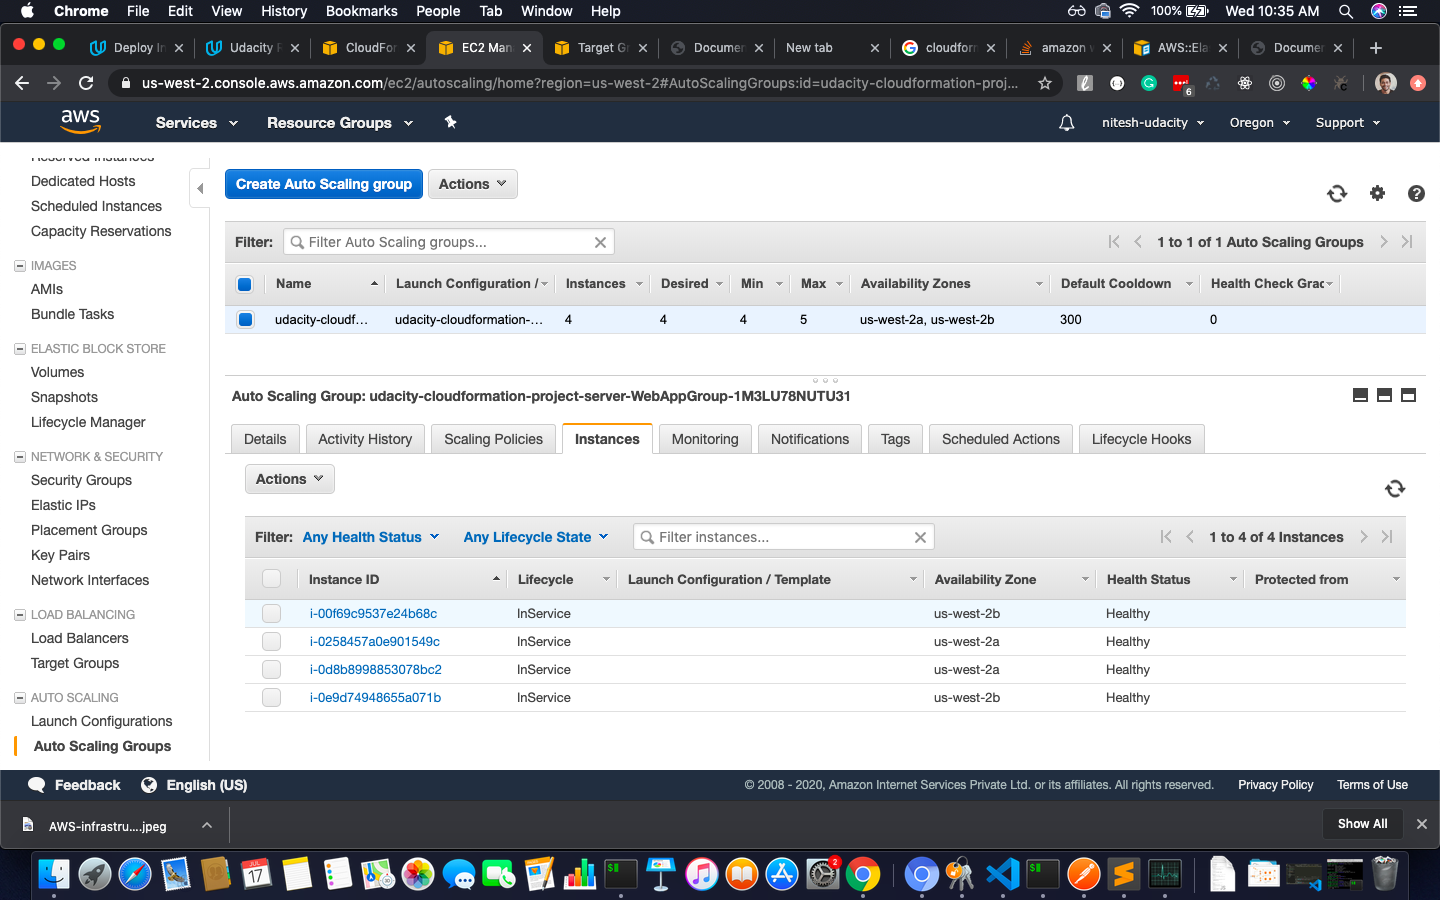 Chrome File Edit View History Bookmarks People Tab Window Help 100% Wed 10:35 AM
Deploy In Udacity F CloudFor EC2 Man Target Gr Documen New tab cloudform amazon w AWS::Ela Documen
us-west-2.console.aws.amazon.com/ec2/autoscaling/home?region=us-west-2#AutoScalingGroups:id=udacity-cloudformation-proj... 6
aws Services Resource Groups nitesh-udacity Oregon Support
Reserved Instances
Dedicated Hosts
Scheduled Instances
Capacity Reservations
IMAGES
AMIs
Bundle Tasks
ELASTIC BLOCK STORE
Volumes
Snapshots
Lifecycle Manager
NETWORK & SECURITY
Security Groups
Elastic IPs
Placement Groups
Key Pairs
Network Interfaces
LOAD BALANCING
Load Balancers
Target Groups
AUTO SCALING
Launch Configurations
Auto Scaling Groups
Create Auto Scaling group Actions
Filter: Filter Auto Scaling groups... 1 to 1 of 1 Auto Scaling Groups
Name Launch Configuration / Instances Desired Min Max Availability Zones Default Cooldown Health Check Grac
udacity-cloudf... udacity-cloudformation-... 4 4 4 5 us-west-2a, us-west-2b 300 0
Auto Scaling Group: udacity-cloudformation-project-server-WebAppGroup-1M3LU78NUTU31
Details Activity History Scaling Policies Instances Monitoring Notifications Tags Scheduled Actions Lifecycle Hooks
Actions
Filter: Any Health Status Any Lifecycle State Filter instances... 1 to 4 of 4 Instances
Instance ID Lifecycle Launch Configuration / Template Availability Zone Health Status Protected from
i-00f69c9537e24b68c InService us-west-2b Healthy
i-0258457a0e901549c InService us-west-2a Healthy
i-0d8b8998853078bc2 InService us-west-2a Healthy
i-0e9d74948655a071b InService us-west-2b Healthy
Feedback English (US) © 2008 - 2020, Amazon Internet Services Private Ltd. or its affiliates. All rights reserved. Privacy Policy Terms of Use
AWS-infrastru....jpeg Show All
JUL
17
2